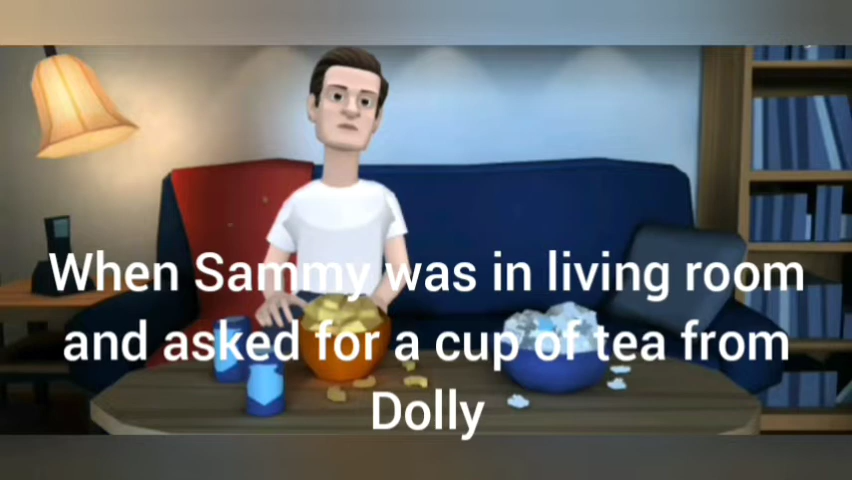 When Sammy was in living room
and asked for a cup of tea from
Dolly